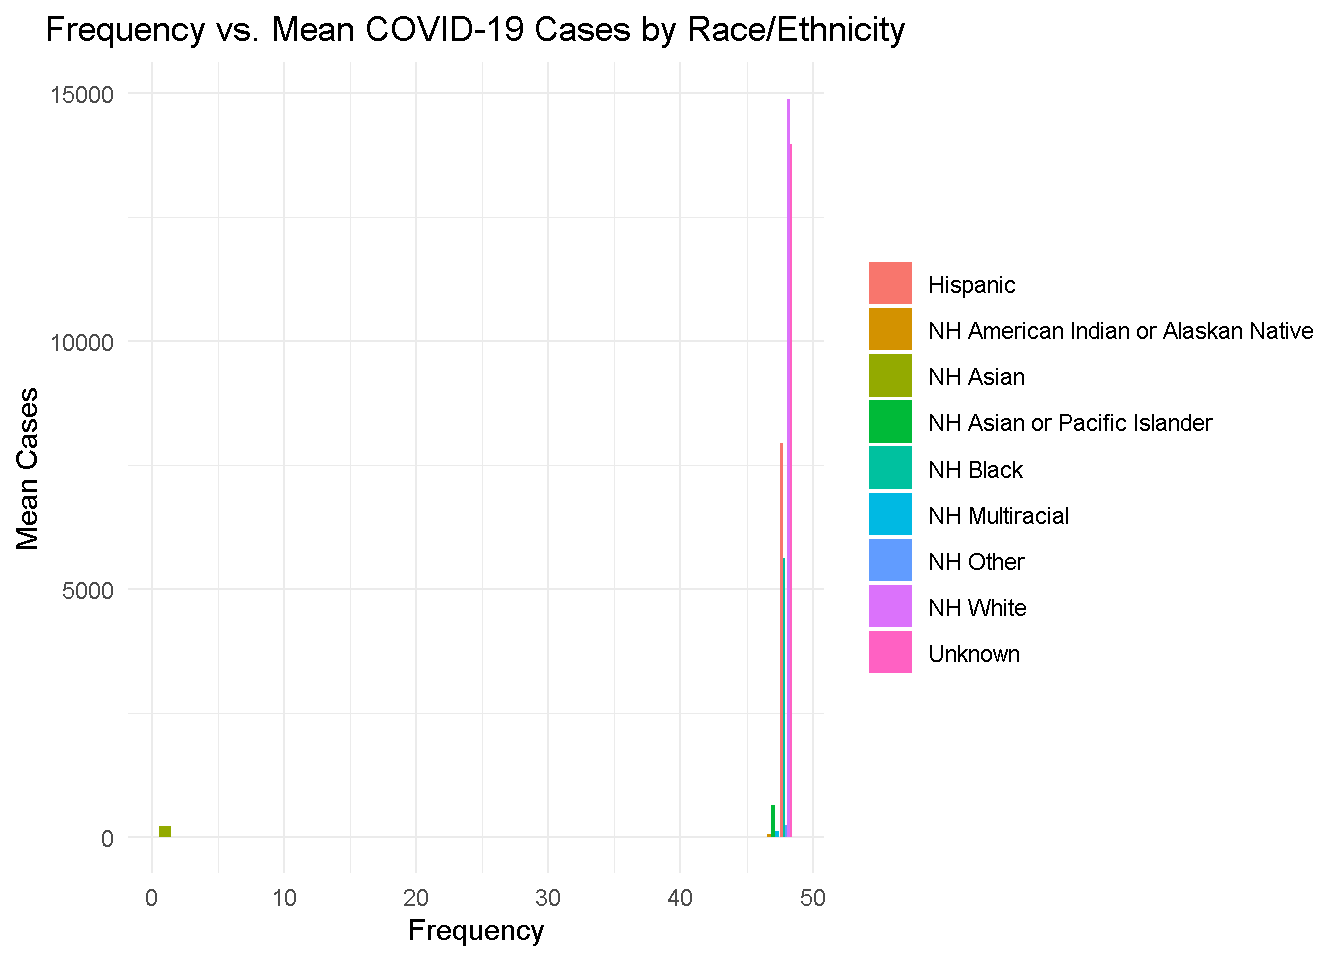 Frequency vs. Mean COVID-19 Cases by Race/Ethnicity
Mean Cases
15000
10000
5000
0
0 10 20 30 40 50
Frequency
Hispanic
NH American Indian or Alaskan Native
NH Asian
NH Asian or Pacific Islander
NH Black
NH Multiracial
NH Other
NH White
Unknown